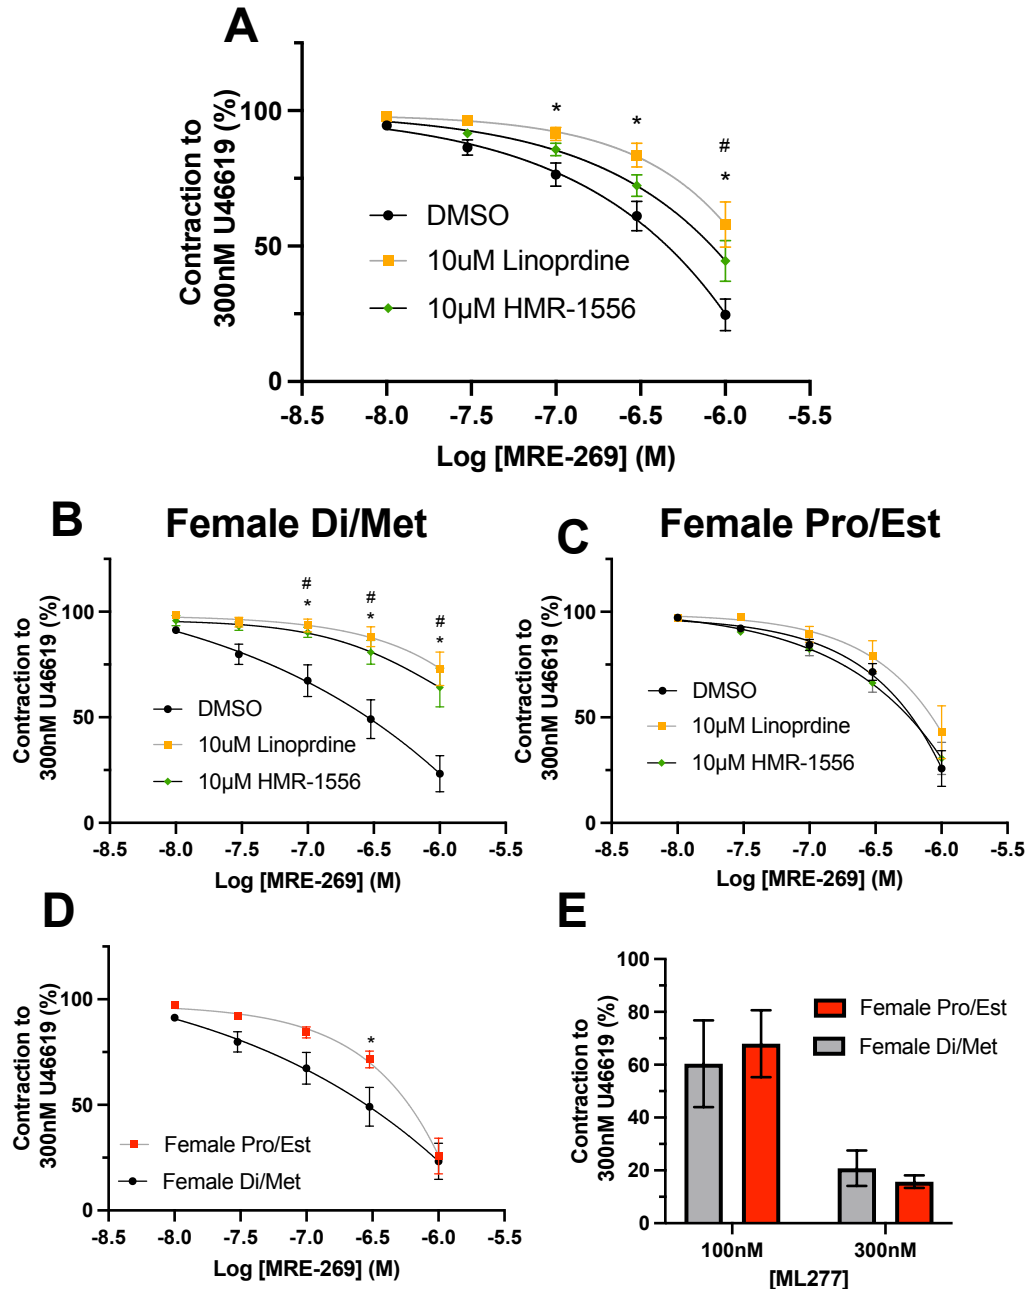 A
Contraction to
300nM U46619 (%)
100
50
0
*
*
#
*
DMSO
10uM Linoprdine
10µM HMR-1556
-8.5 -8.0 -7.5 -7.0 -6.5 -6.0 -5.5
Log [MRE-269] (M)
B
Female Di/Met
Contraction to
300nM U46619 (%)
100
50
0
# # #
* * *
DMSO
10uM Linoprdine
10µM HMR-1556
-8.5 -8.0 -7.5 -7.0 -6.5 -6.0 -5.5
Log [MRE-269] (M)
C
Female Pro/Est
Contraction to
300nM U46619 (%)
100
50
0
DMSO
10µM Linoprdine
10µM HMR-1556
-8.5 -8.0 -7.5 -7.0 -6.5 -6.0 -5.5
Log [MRE-269] (M)
D
Contraction to
300nM U46619 (%)
100
50
0
*
Female Pro/Est
Female Di/Met
-8.5 -8.0 -7.5 -7.0 -6.5 -6.0 -5.5
Log [MRE-269] (M)
E
Contraction to
300nM U46619 (%)
100
80
60
40
20
0
Female Pro/Est
Female Di/Met
100nM 300nM
[ML277]